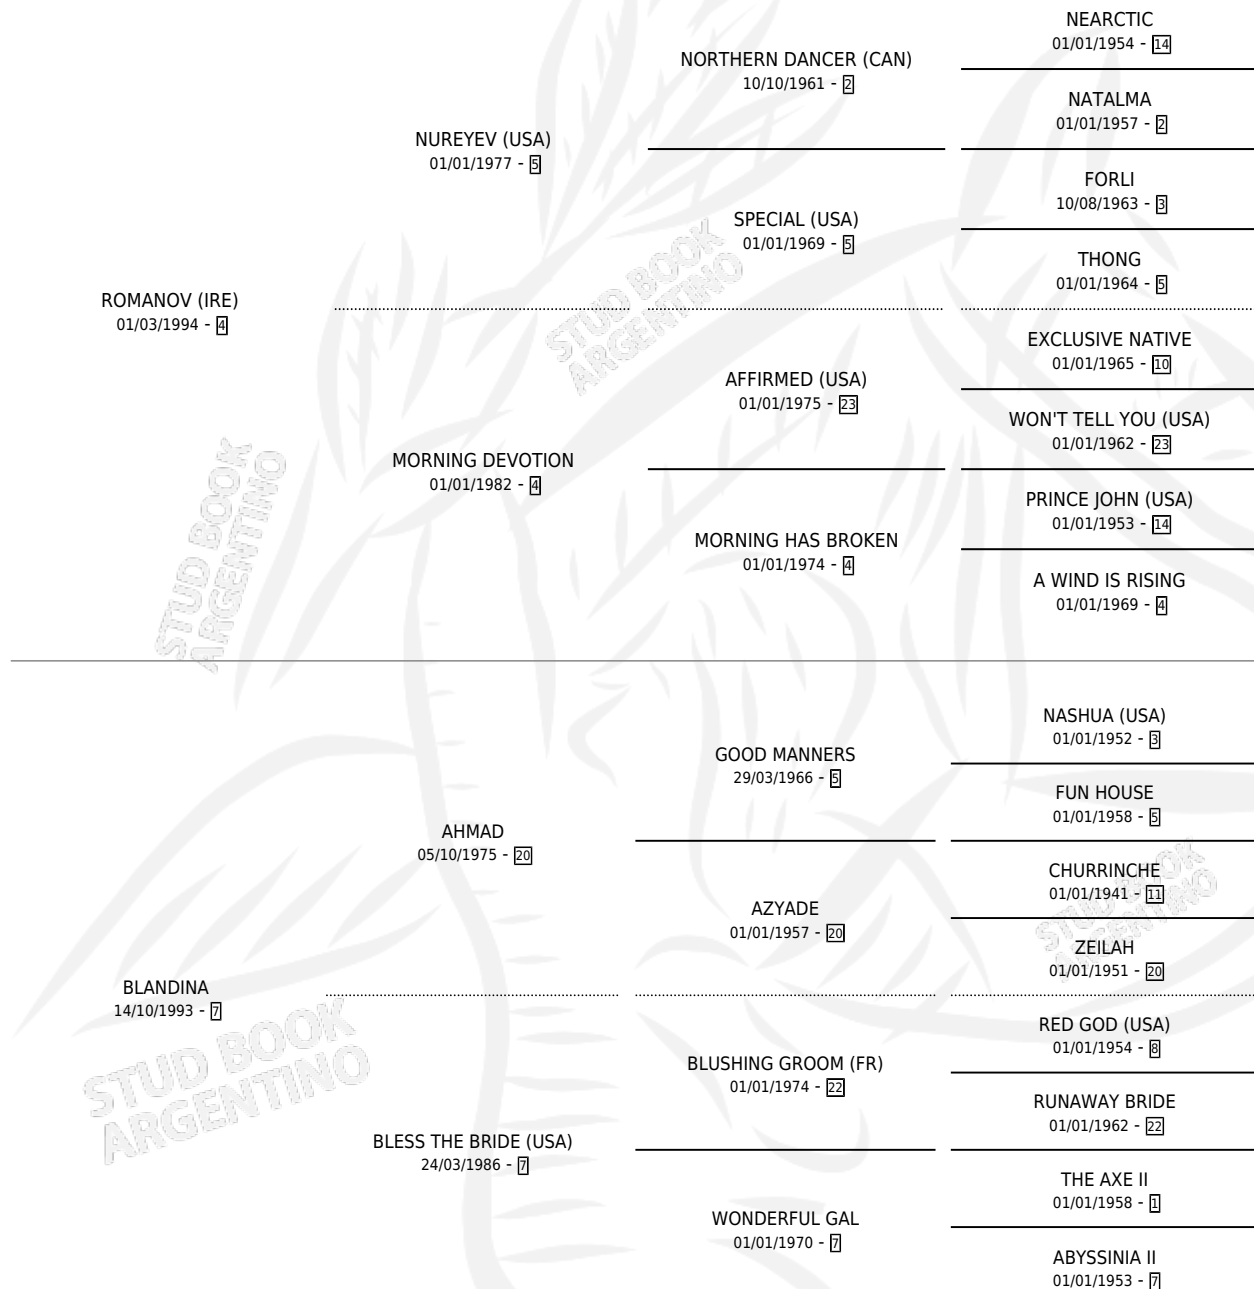 NEARCTIC
01/01/1954 - 14
NORTHERN DANCER (CAN)
10/10/1961 - 2
NATALMA
01/01/1957 - 2
NUREYEV (USA)
01/01/1977 - 5
FORLI
10/08/1963 - 3
SPECIAL (USA)
01/01/1969 - 5
THONG
01/01/1964 - 5
ROMANOV (IRE)
01/03/1994 - 4
EXCLUSIVE NATIVE
01/01/1965 - 10
AFFIRMED (USA)
01/01/1975 - 23
WON'T TELL YOU (USA)
01/01/1962 - 23
MORNING DEVOTION
01/01/1982 - 4
PRINCE JOHN (USA)
01/01/1953 - 14
MORNING HAS BROKEN
01/01/1974 - 4
A WIND IS RISING
01/01/1969 - 4
NASHUA (USA)
01/01/1952 - 3
GOOD MANNERS
29/03/1966 - 5
FUN HOUSE
01/01/1958 - 5
AHMAD
05/10/1975 - 20
CHURRINCHE
01/01/1941 - 11
AZYADE
01/01/1957 - 20
ZEILAH
01/01/1951 - 20
BLANDINA
14/10/1993 - 7
RED GOD (USA)
01/01/1954 - 8
BLUSHING GROOM (FR)
01/01/1974 - 22
RUNAWAY BRIDE
01/01/1962 - 22
BLESS THE BRIDE (USA)
24/03/1986 - 7
THE AXE II
01/01/1958 - 1
WONDERFUL GAL
01/01/1970 - 7
ABYSSINIA II
01/01/1953 - 7
STUD BOOK
ARGENTINO
STUD BOOK
ARGENTINO
STUD BOOK
ARGENTINO
STUD BOOK
ARGENTINO